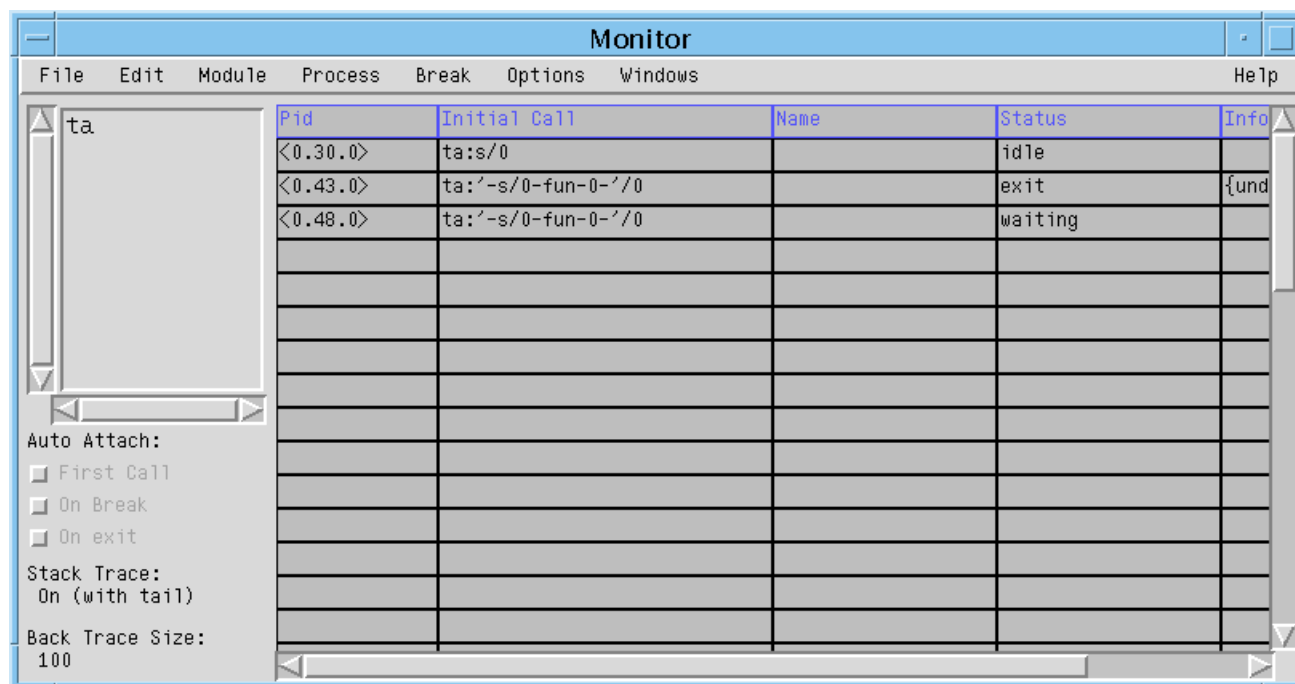 Monitor
File Edit Module Process Break Options Windows Help
ta
Pid Initial Call Name Status Info
<0.30.0> ta:s/0 idle
<0.43.0> ta:'-s/0-fun-0-'/0 exit {und
<0.48.0> ta:'-s/0-fun-0-'/0 waiting
Auto Attach:
First Call
On Break
On exit
Stack Trace:
On (with tail)
Back Trace Size:
100